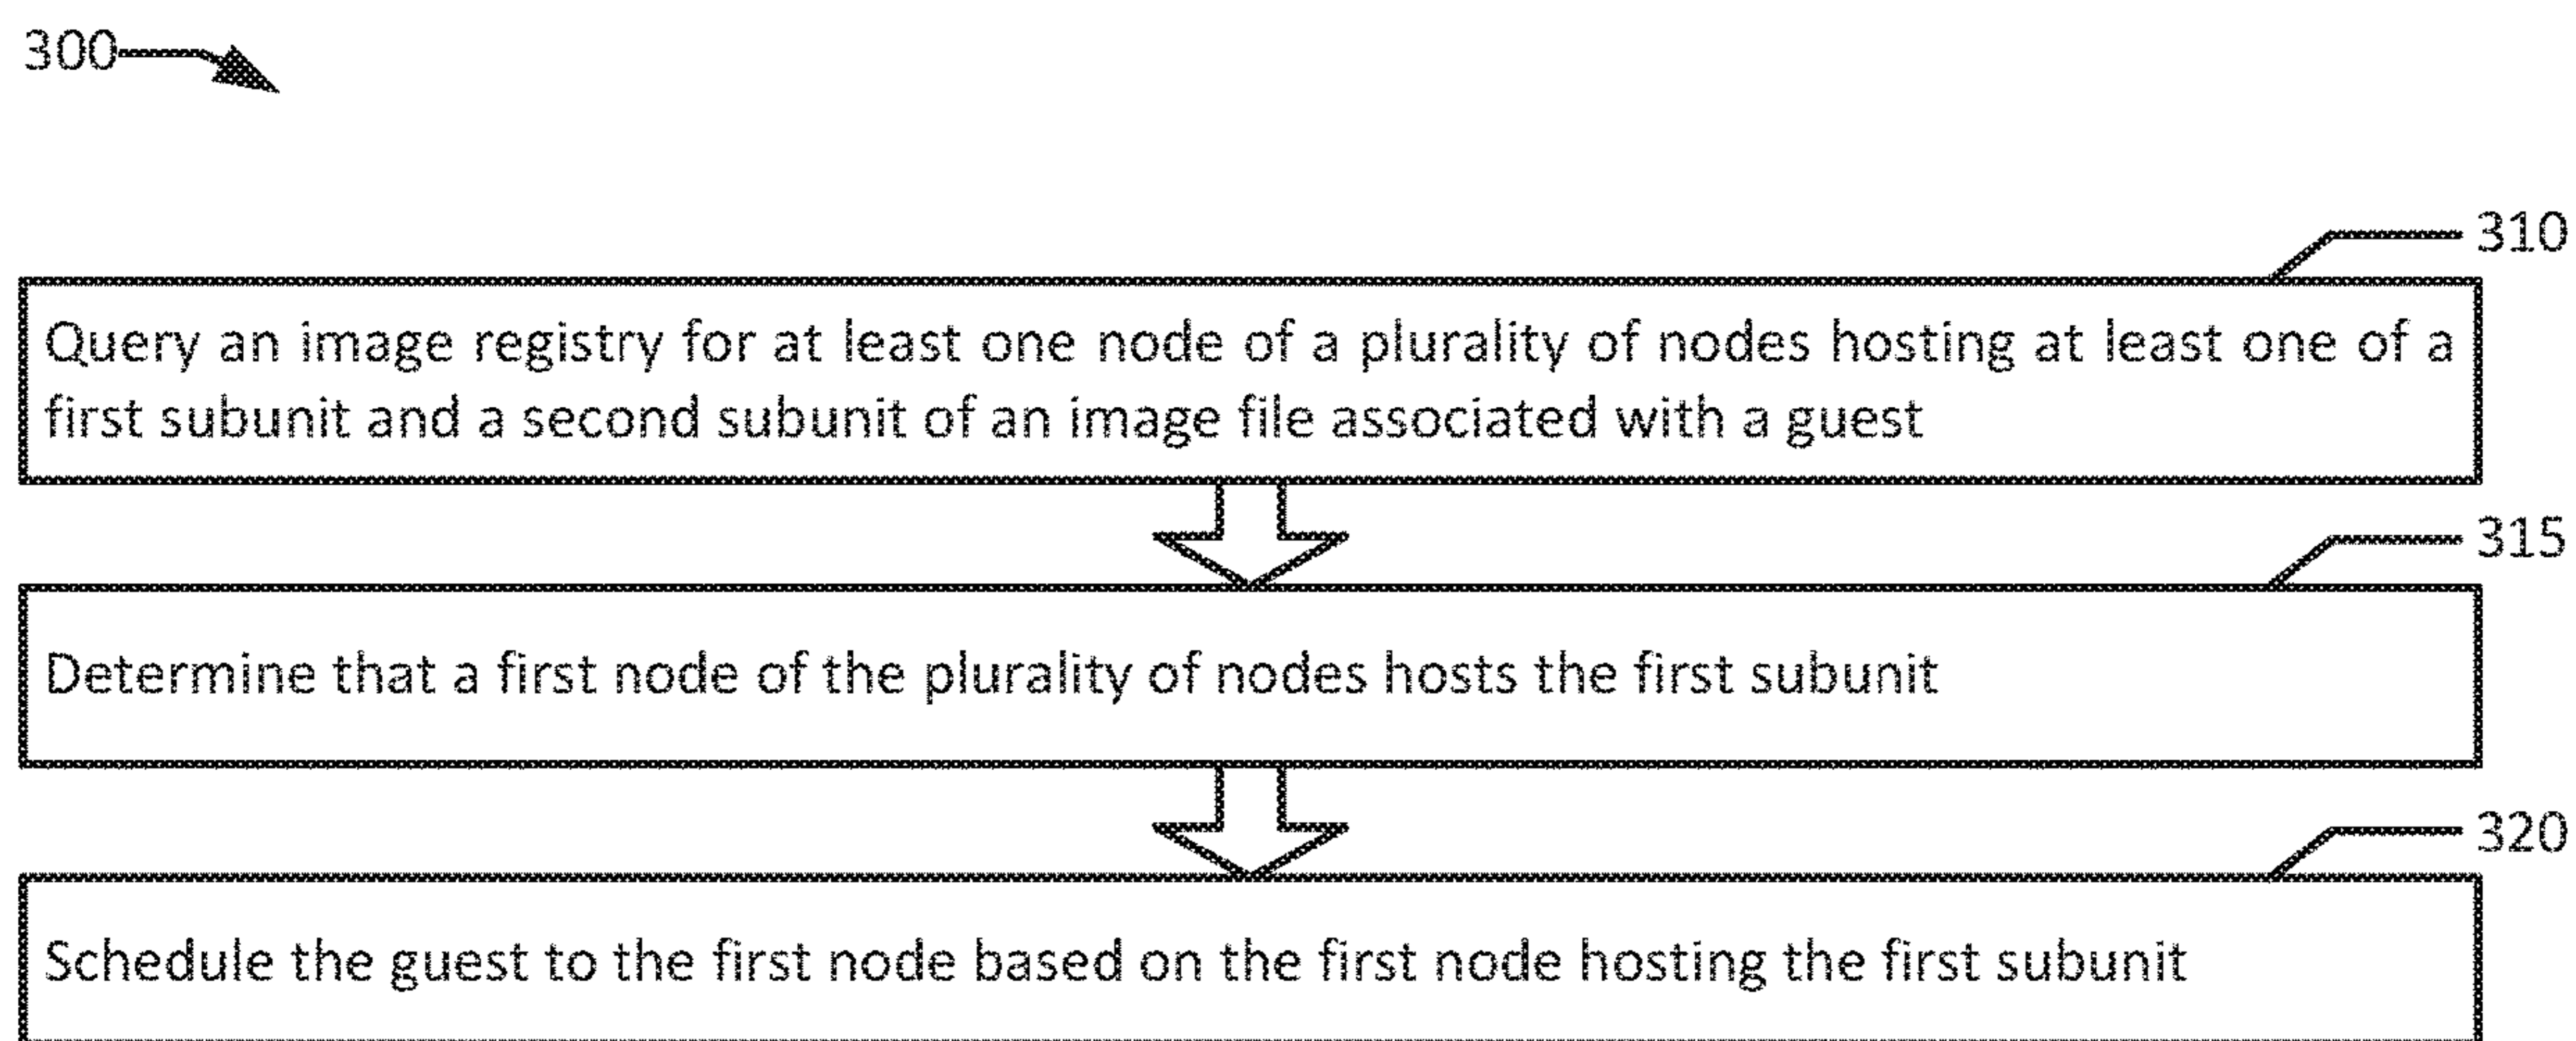 300
310
Query an image registry for at least one node of a plurality of nodes hosting at least one of a
first subunit and a second subunit of an image file associated with a guest
315
Determine that a first node of the plurality of nodes hosts the first subunit
320
Schedule the guest to the first node based on the first node hosting the first subunit